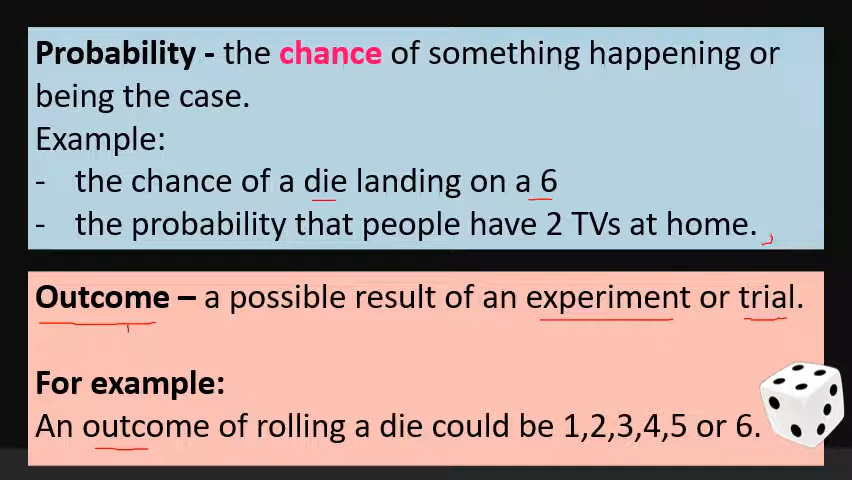 Probability - the chance of something happening or
being the case.
Example:
- the chance of a die landing on a 6
- the probability that people have 2 TVs at home.
Outcome – a possible result of an experiment or trial.
For example:
An outcome of rolling a die could be 1,2,3,4,5 or 6.